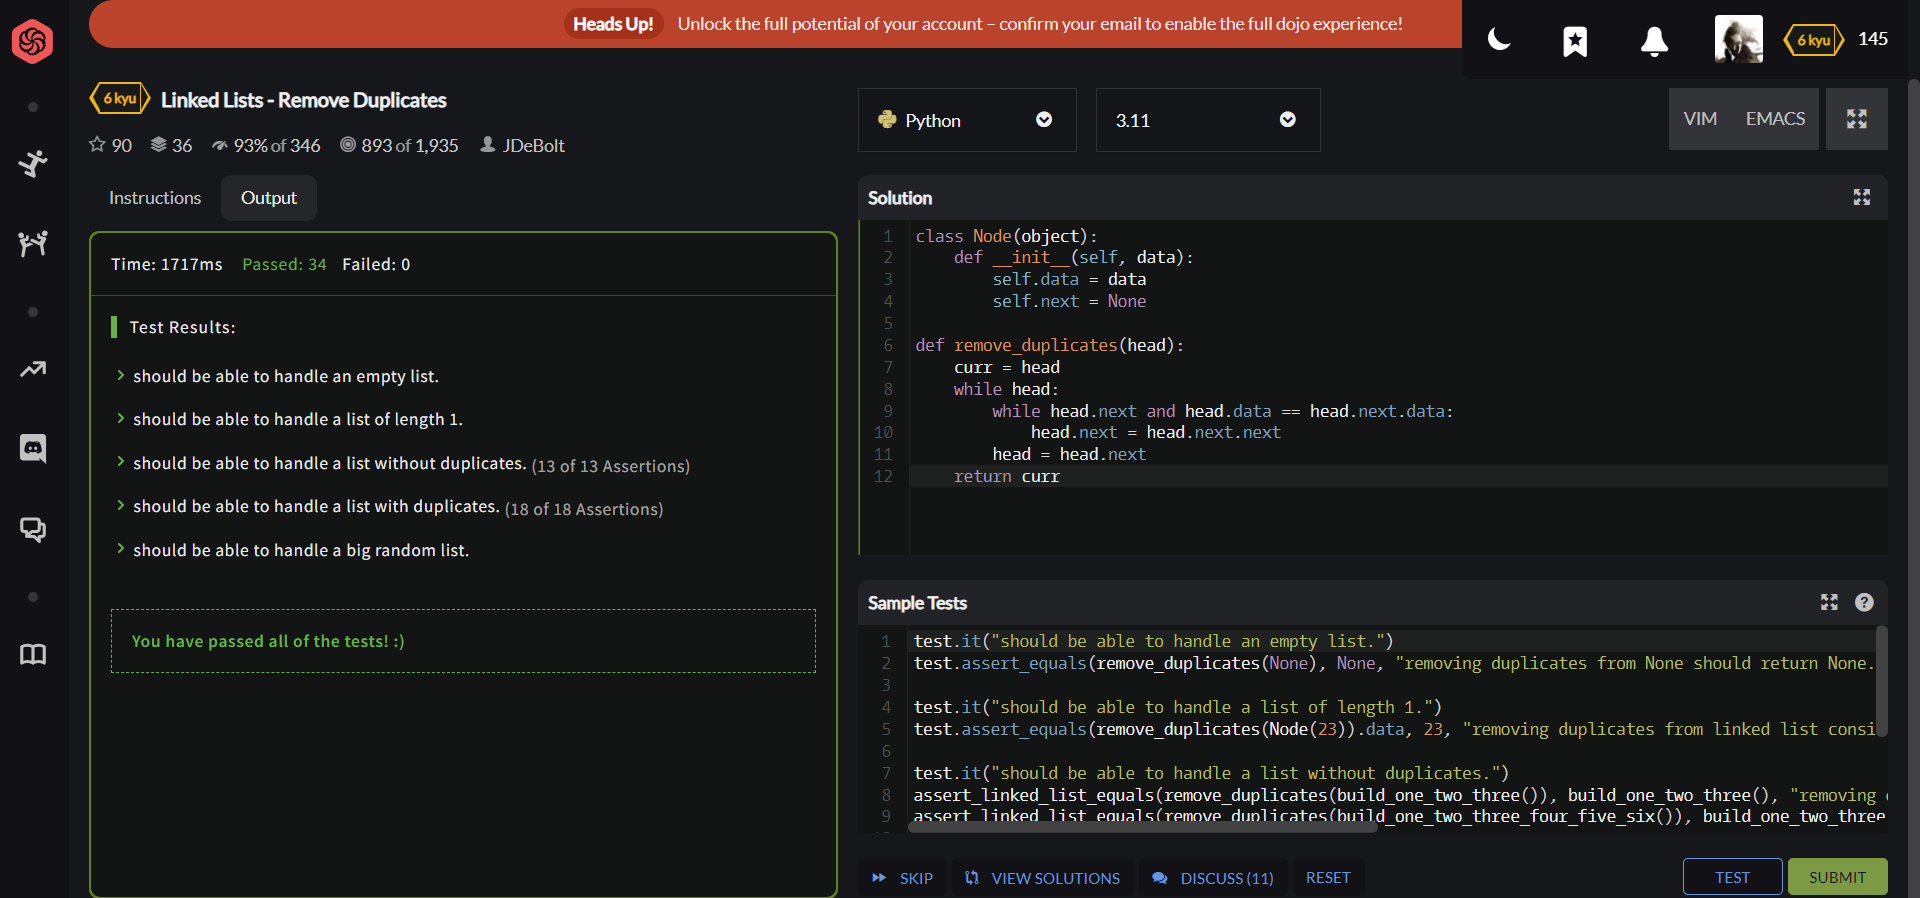 Heads Up! Unlock the full potential of your account – confirm your email to enable the full dojo experience!
6 kyu 145
6 kyu Linked Lists - Remove Duplicates
90 36 93% of 346 893 of 1,935 JDeBolt
Instructions Output
Time: 1717ms Passed: 34 Failed: 0
Test Results:
should be able to handle an empty list.
should be able to handle a list of length 1.
should be able to handle a list without duplicates. (13 of 13 Assertions)
should be able to handle a list with duplicates. (18 of 18 Assertions)
should be able to handle a big random list.
You have passed all of the tests! :)
Python 3.11 VIM EMACS
Solution
1 class Node(object):
2     def __init__(self, data):
3         self.data = data
4         self.next = None
5
6 def remove_duplicates(head):
7     curr = head
8     while head:
9         while head.next and head.data == head.next.data:
10             head.next = head.next.next
11         head = head.next
12     return curr
Sample Tests ?
1 test.it("should be able to handle an empty list.")
2 test.assert_equals(remove_duplicates(None), None, "removing duplicates from None should return None.
3
4 test.it("should be able to handle a list of length 1.")
5 test.assert_equals(remove_duplicates(Node(23)).data, 23, "removing duplicates from linked list consi
6
7 test.it("should be able to handle a list without duplicates.")
8 assert_linked_list_equals(remove_duplicates(build_one_two_three()), build_one_two_three(), "removing
9 assert_linked_list_equals(remove_duplicates(build_one_two_three_four_five_six()), build_one_two_three
SKIP VIEW SOLUTIONS DISCUSS (11) RESET TEST SUBMIT